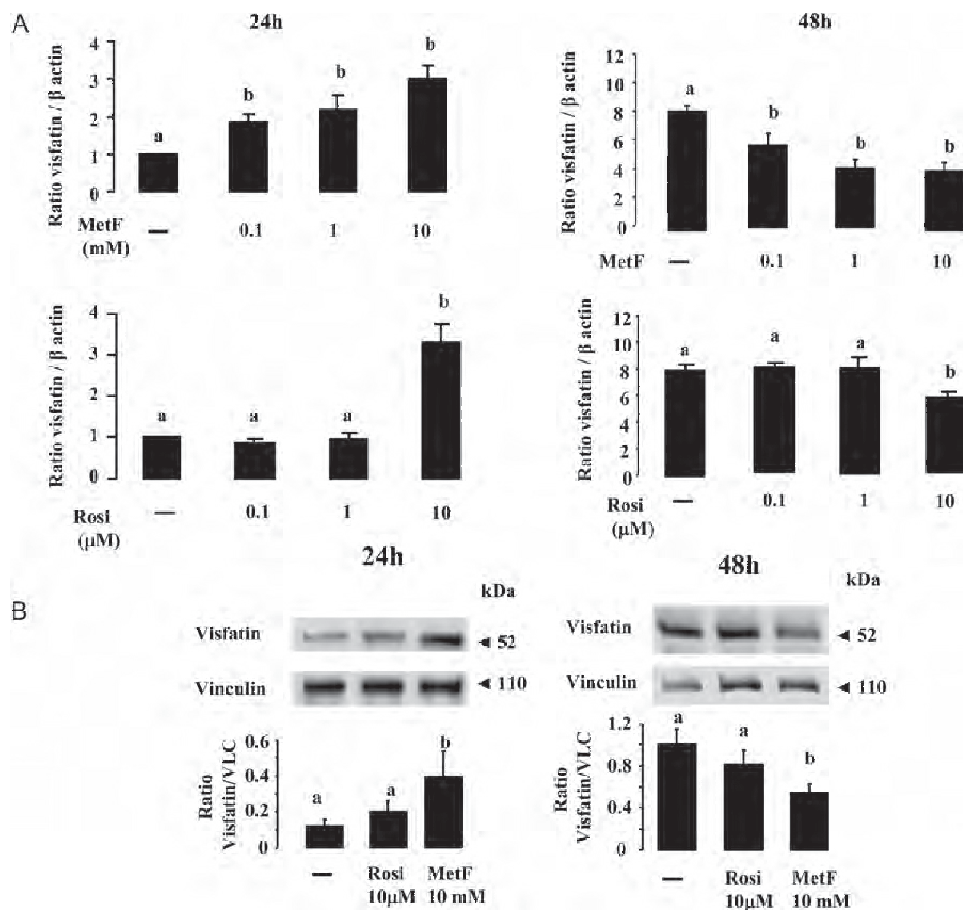 A
24h
Ratio visfatin / β actin
4
3
2
1
0
a
b
b
b
MetF
(mM)
—
0.1
1
10
48h
Ratio visfatin / β actin
12
10
8
6
4
2
0
a
b
b
b
MetF
—
0.1
1
10
Ratio visfatin / β actin
4
3
2
1
0
a
a
a
b
Rosi
(μM)
—
0.1
1
10
Ratio visfatin / β actin
12
10
8
6
4
2
0
a
a
a
b
Rosi
(μM)
—
0.1
1
10
B
24h
kDa
Visfatin
◄ 52
Vinculin
◄ 110
Ratio
Visfatin/VLC
0.6
0.4
0.2
0
a
a
b
—
Rosi
10μM
MetF
10 mM
48h
kDa
Visfatin
◄ 52
Vinculin
◄ 110
Ratio
Visfatin/VLC
1.2
0.8
0.4
0
a
a
b
—
Rosi
10μM
MetF
10 mM